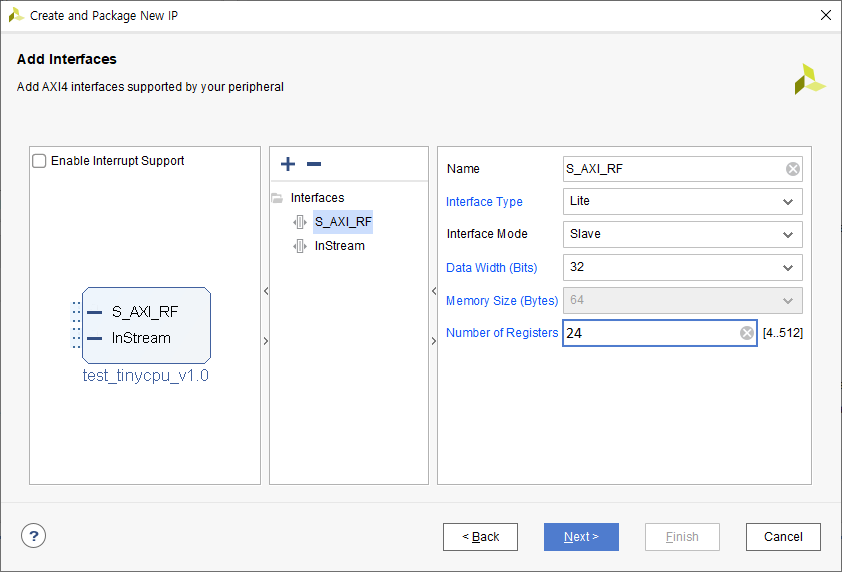 Create and Package New IP
Add Interfaces
Add AXI4 interfaces supported by your peripheral
Enable Interrupt Support
S_AXI_RF
InStream
test_tinycpu_v1.0
Interfaces
S_AXI_RF
InStream
Name S_AXI_RF
Interface Type Lite
Interface Mode Slave
Data Width (Bits) 32
Memory Size (Bytes) 64
Number of Registers 24 [4..512]
? < Back Next > Finish Cancel